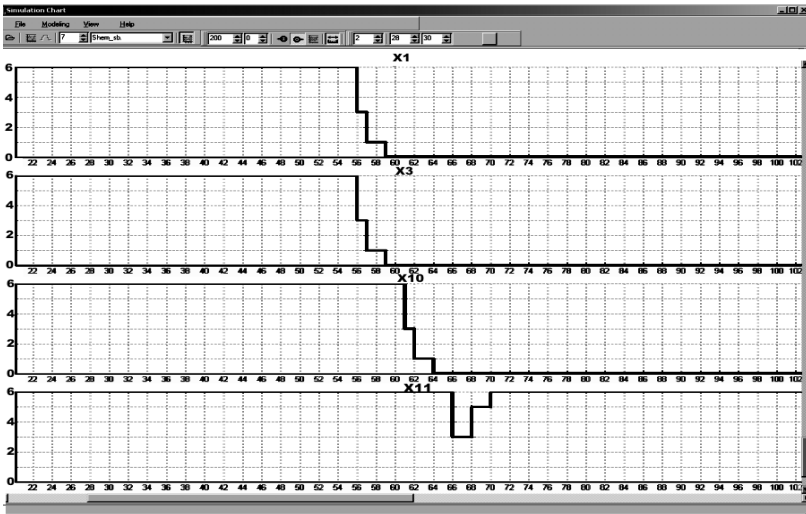 Simulation Chart
File Modeling View Help
7 Shem_sb 200 0 2 28 30
X1
6
4
2
0
22 24 26 28 30 32 34 36 38 40 42 44 46 48 50 52 54 56 58 60 62 64 66 68 70 72 74 76 78 80 82 84 86 88 90 92 94 96 98 100 102
X3
6
4
2
0
22 24 26 28 30 32 34 36 38 40 42 44 46 48 50 52 54 56 58 60 62 64 66 68 70 72 74 76 78 80 82 84 86 88 90 92 94 96 98 100 102
X10
6
4
2
0
22 24 26 28 30 32 34 36 38 40 42 44 46 48 50 52 54 56 58 60 62 64 66 68 70 72 74 76 78 80 82 84 86 88 90 92 94 96 98 100 102
X11
6
4
2
0
22 24 26 28 30 32 34 36 38 40 42 44 46 48 50 52 54 56 58 60 62 64 66 68 70 72 74 76 78 80 82 84 86 88 90 92 94 96 98 100 102